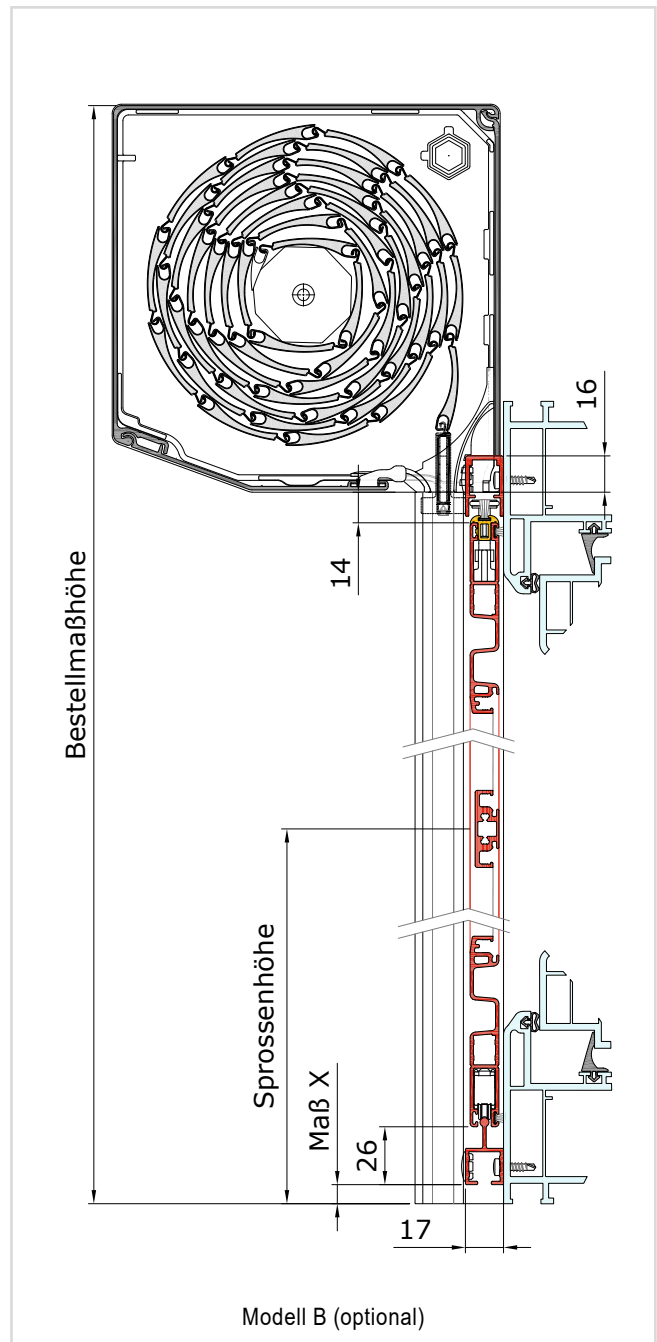 16
14
Bestellmaßhöhe
Sprossenhöhe
Maß X
26
17
Modell B (optional)